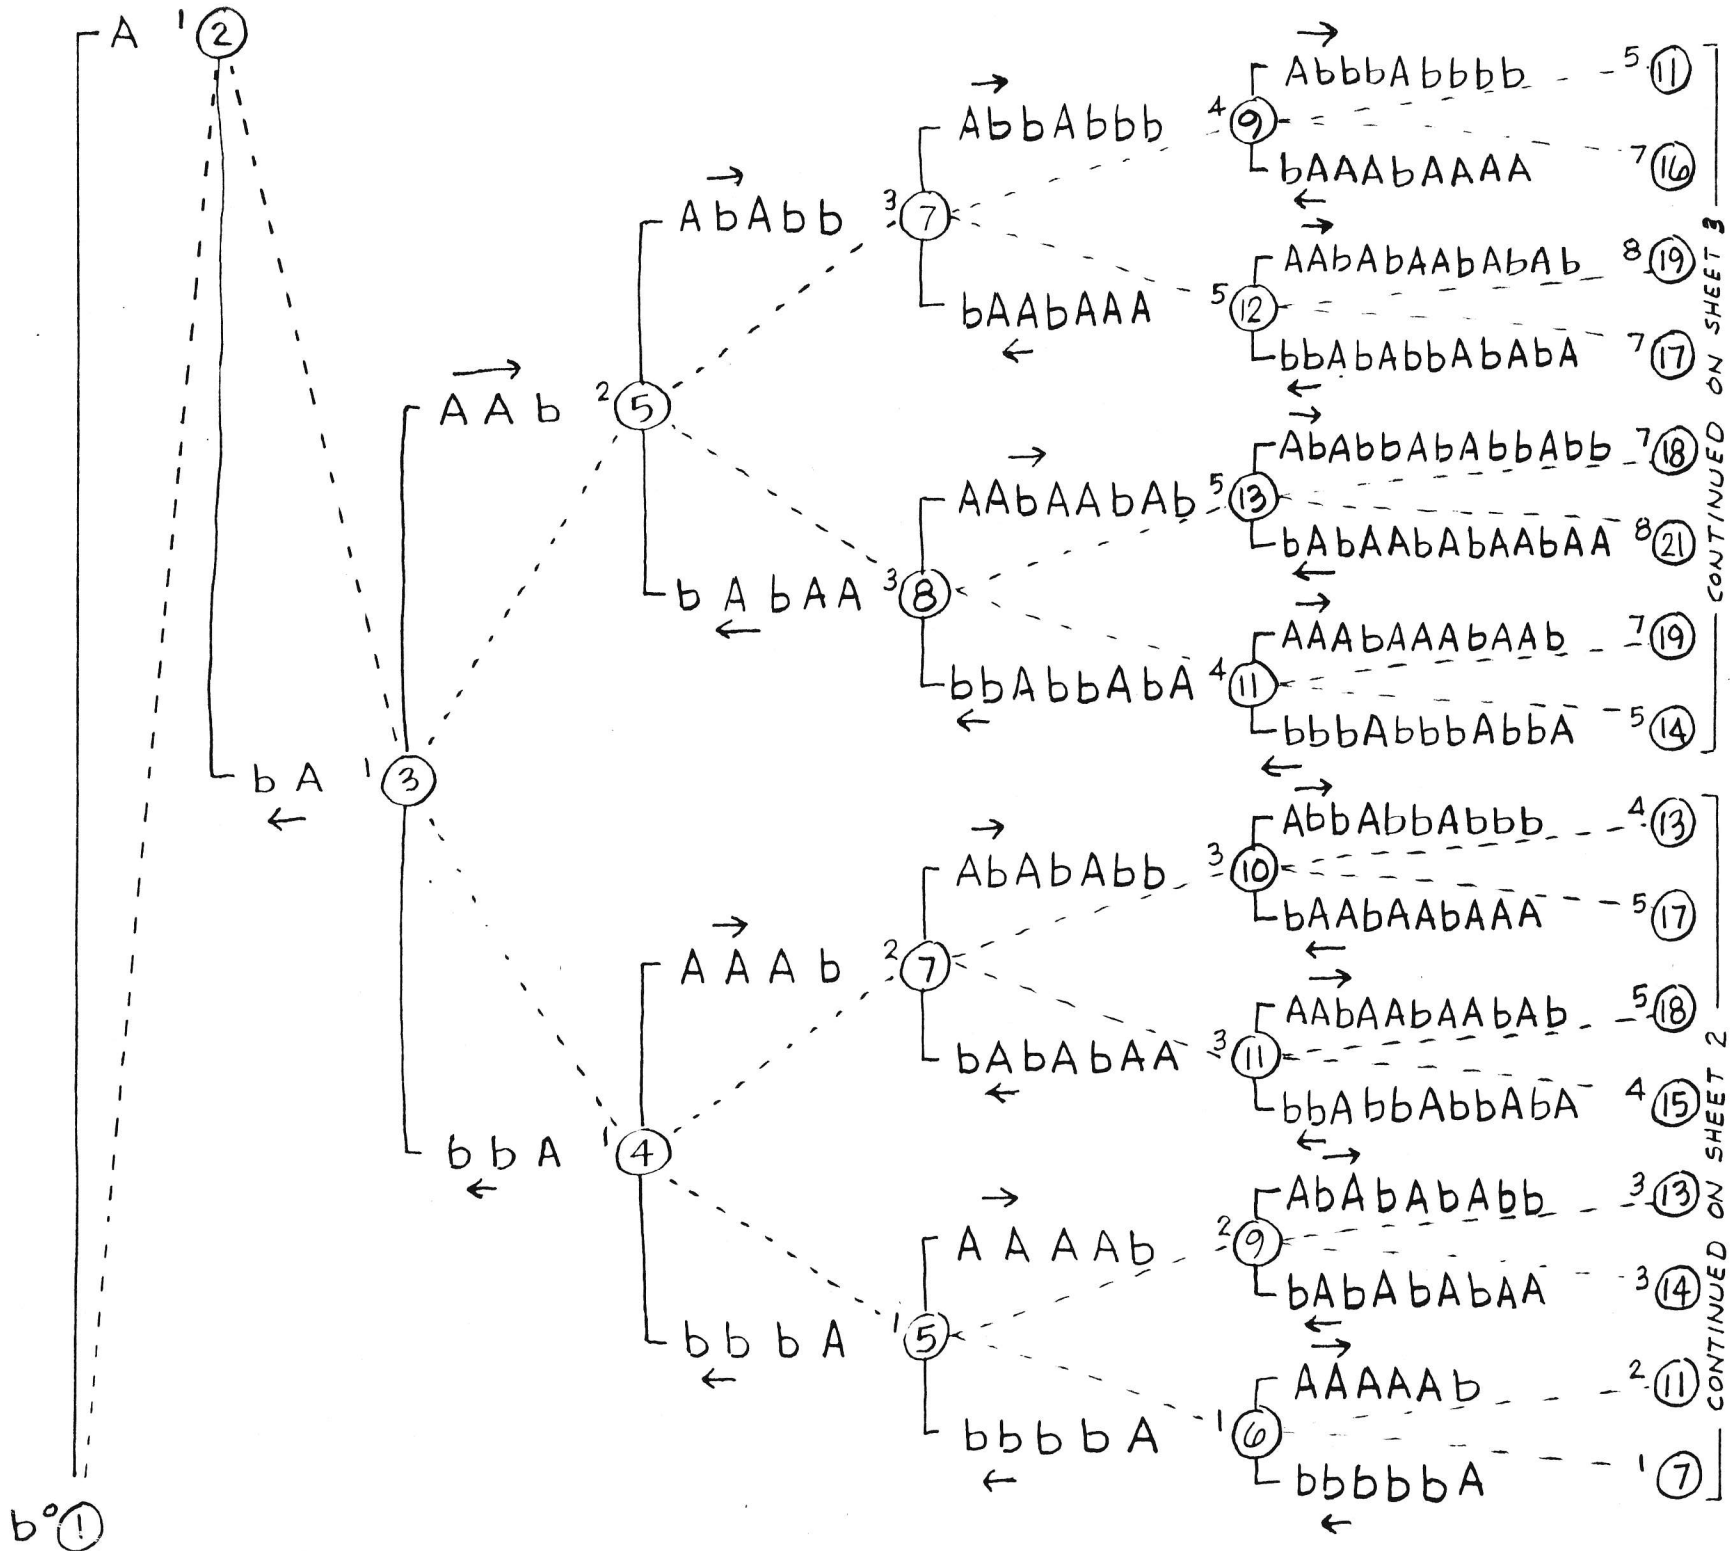 A 1 2
b A 1 3
b 0 1
A A b 2 5
b b A 1 4
A b A b b 3 7
b A b A A 3 8
A A A b 2 7
b b b A 1 5
A b b A b b b 4 9
b A A b A A A 5 12
A A b A A b A b 5 13
b b A b b A b A 4 11
A b A b A b b 3 10
b A b A b A A 3 11
A A A A b 2 9
b b b b A 1 6
A b b b A b b b b 5 11
b A A A b A A A A 7 16
A A b A b A A b A b A b 8 19
b b A b A b b A b A b A 7 17
A b A b b A b A b b A b b 7 18
b A b A A b A b A A b A A 8 21
A A A b A A A b A A b 7 19
b b b A b b b A b b A 5 14
A b b A b b A b b b 4 13
b A A b A A b A A A 5 17
A A b A A b A A b A b 5 18
b b A b b A b b A b A 4 15
A b A b A b A b b 3 13
b A b A b A b A A 3 14
A A A A A b 2 11
b b b b b A 1 7
CONTINUED ON SHEET 3
CONTINUED ON SHEET 2